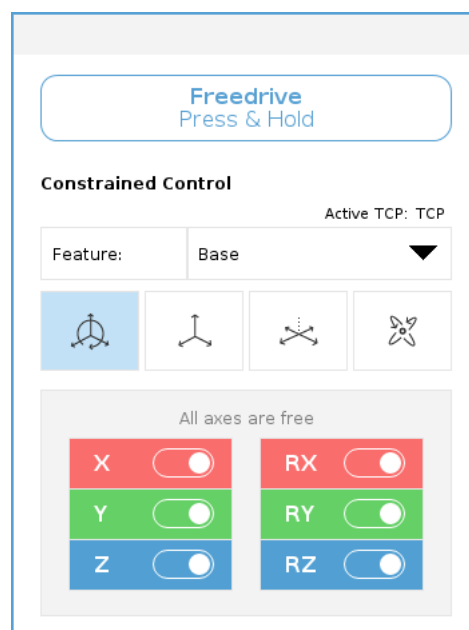 Freedrive
Press & Hold
Constrained Control
Active TCP: TCP
Feature: Base
All axes are free
X RX
Y RY
Z RZ